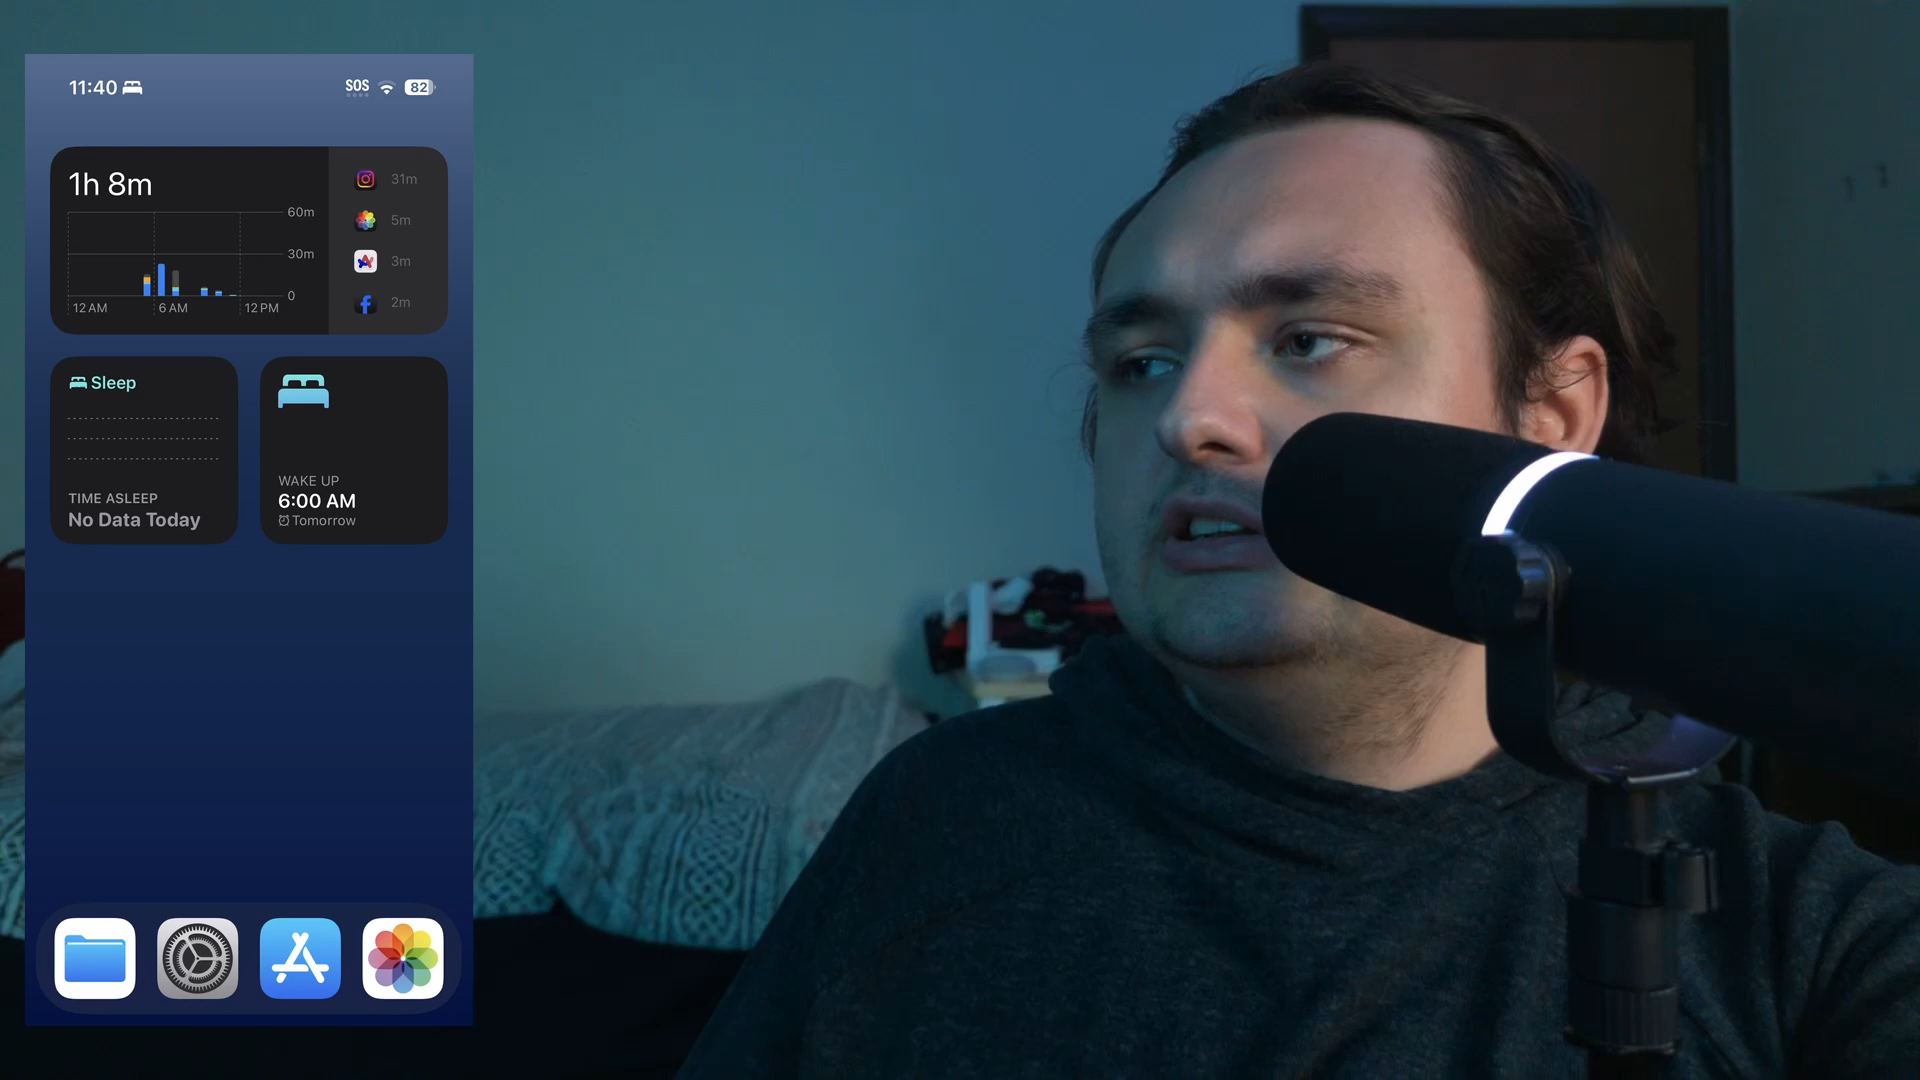 11:40 SOS 82
1h 8m
60m
30m
0
12 AM 6 AM 12 PM
31m
5m
3m
2m
Sleep
TIME ASLEEP
No Data Today
WAKE UP
6:00 AM
Tomorrow